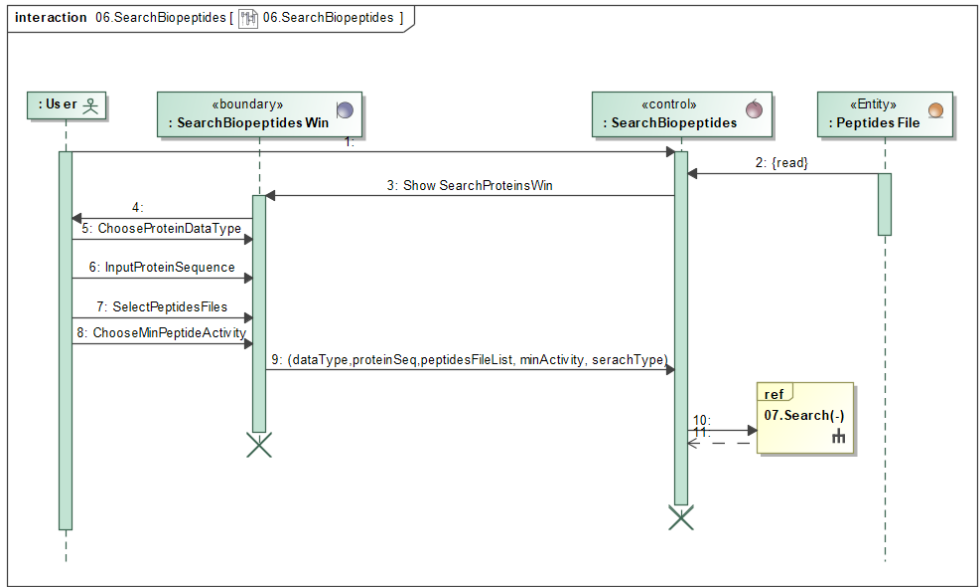 interaction 06.SearchBiopeptides [ 06.SearchBiopeptides ]
: User
«boundary»
: SearchBiopeptides Win
«control»
: SearchBiopeptides
«Entity»
: Peptides File
1:
2: {read}
3: Show SearchProteinsWin
4:
5: ChooseProteinDataType
6: InputProteinSequence
7: SelectPeptidesFiles
8: ChooseMinPeptideActivity
9: (dataType,proteinSeq,peptidesFileList, minActivity, serachType)
ref
07.Search(-)
10:
11: